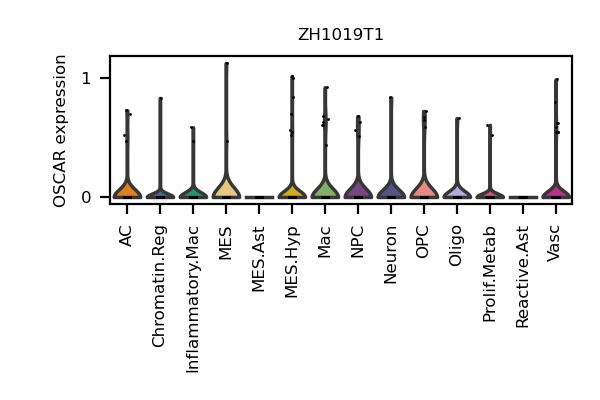 ZH1019T1
OSCAR expression
1
0
AC
Chromatin.Reg
Inflammatory.Mac
MES
MES.Ast
MES.Hyp
Mac
NPC
Neuron
OPC
Oligo
Prolif.Metab
Reactive.Ast
Vasc